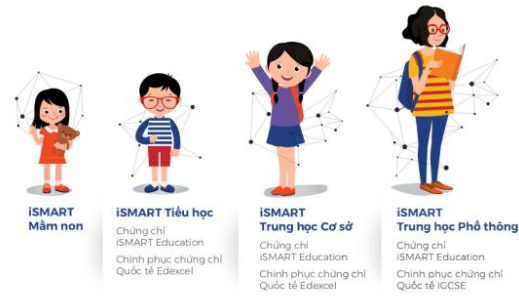 iSMART
Mầm non
iSMART Tiểu học
Chứng chỉ
iSMART Education
Chinh phục chứng chỉ
Quốc tế Edexcel
iSMART
Trung học Cơ sở
Chứng chỉ
iSMART Education
Chinh phục chứng chỉ
Quốc tế Edexcel
iSMART
Trung học Phổ thông
Chứng chỉ
iSMART Education
Chinh phục chứng chỉ
Quốc tế IGCSE